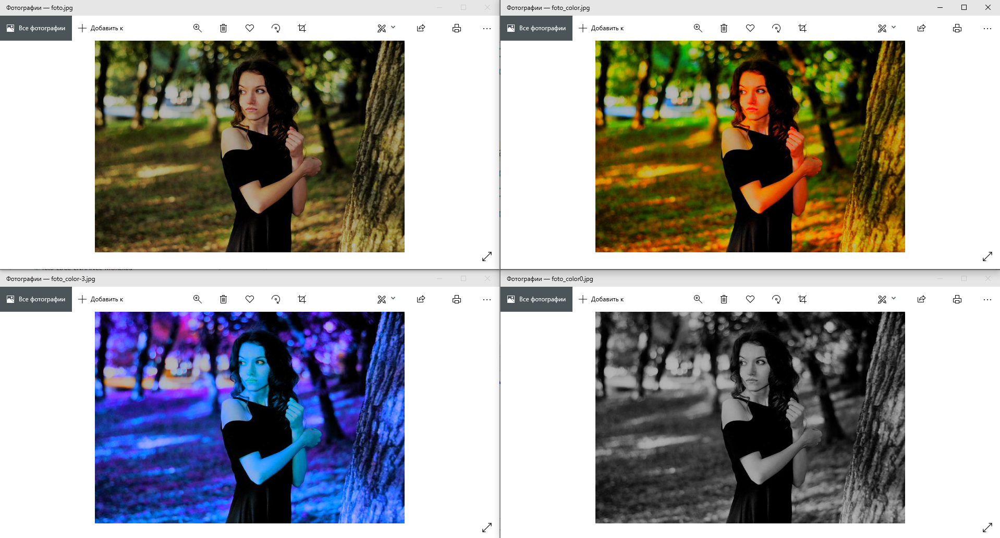 Фотографии — foto.jpg
Все фотографии
Добавить к
Фотографии — foto_color.jpg
Все фотографии
Добавить к
Фотографии — foto_color-3.jpg
Все фотографии
Добавить к
Фотографии — foto_color0.jpg
Все фотографии
Добавить к